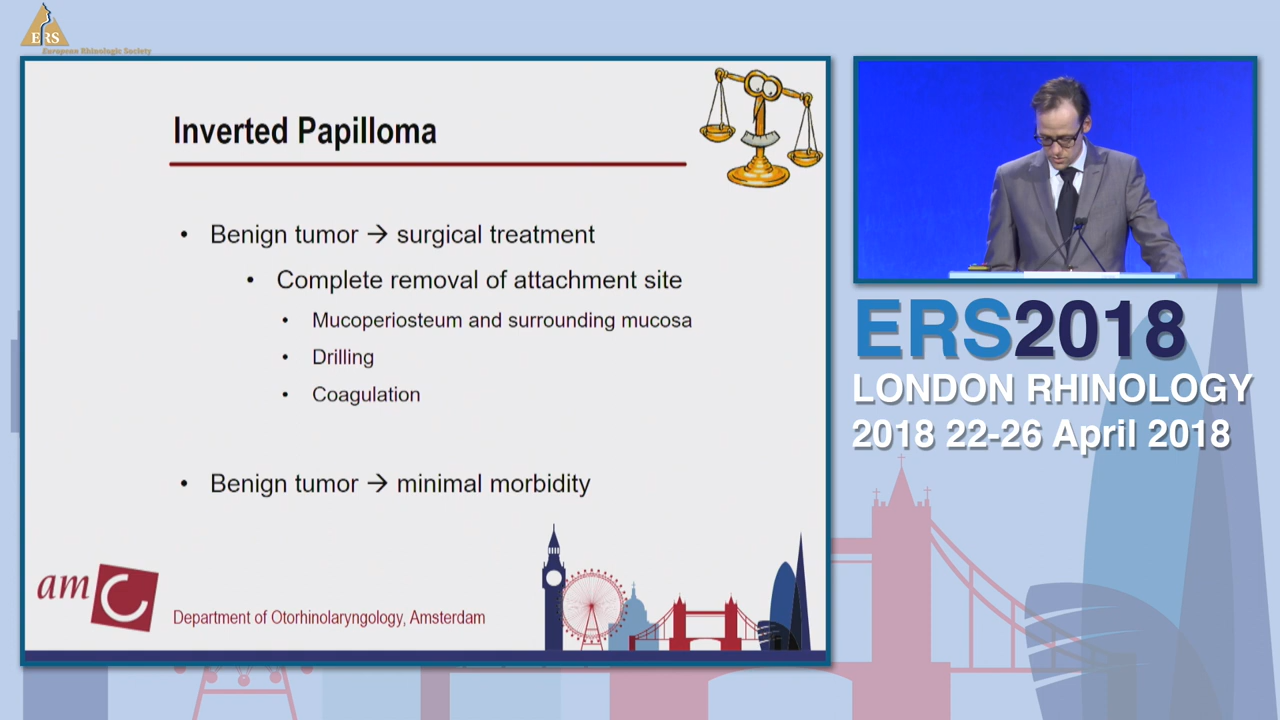 ERS
European Rhinologic Society
Inverted Papilloma
• Benign tumor → surgical treatment
• Complete removal of attachment site
• Mucoperiosteum and surrounding mucosa
• Drilling
• Coagulation
• Benign tumor → minimal morbidity
amc
Department of Otorhinolaryngology, Amsterdam
ERS2018
LONDON RHINOLOGY
2018 22-26 April 2018